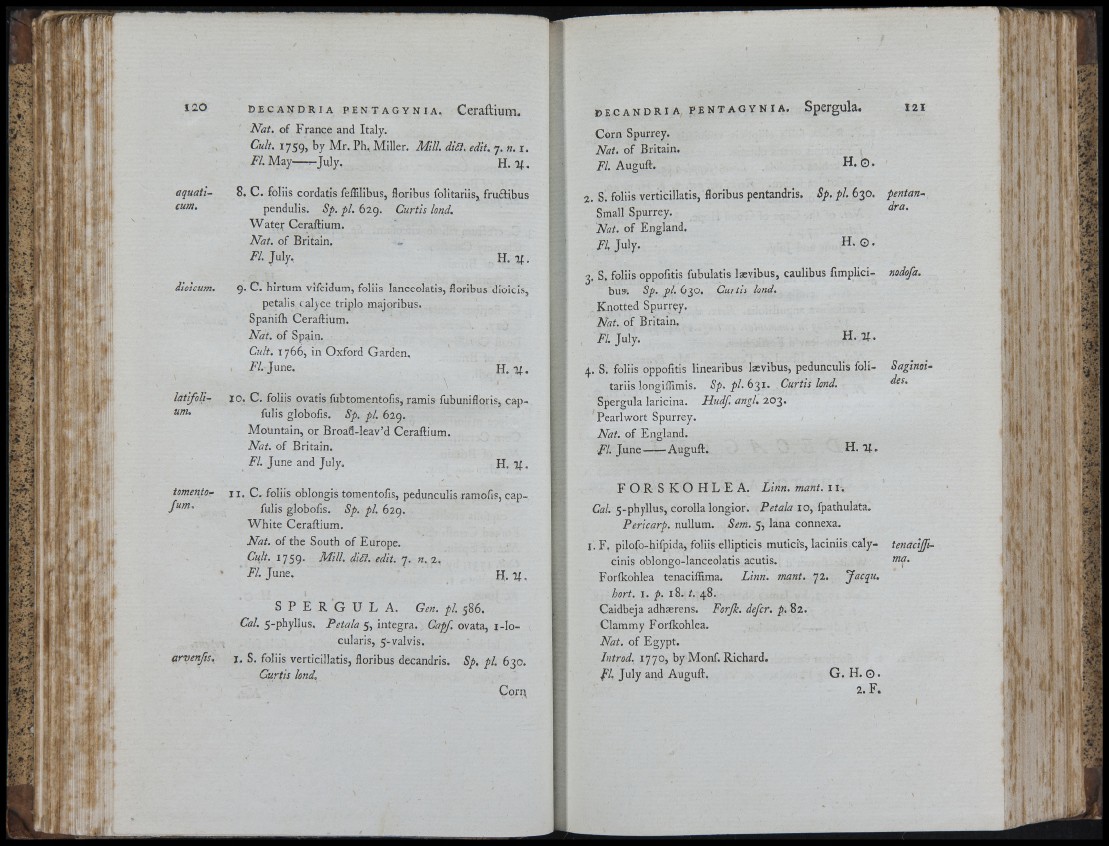 120 DECANDRIA PENTAGYNIA. Ceraſtium.
Nat. of France and Italy.
Cult. 1759, by Mr. Ph. Miller. Mill. dict. edit. 7. n. 1.
Fl. May——July. H. ♃.
aquati- 8. C. foliis cordatis ſeſſilibus, floribus ſolitariis, fructibus
cum. pendulis. Sp. pl. 629. Curtis lond.
Water Ceraſtium.
Nat. of Britain.
Fl. July. H. ♃.
dioicum. 9. C. hirtum viſcidum, foliis lanceolatis, floribus dioicis,
petalis calyce triplo majoribus.
Spaniſh Ceraſtium.
Nat. of Spain.
Cult. 1766, in Oxford Garden.
Fl. June. H. ♃.
latifoli- 10. C. foliis ovatis ſubtomentoſis, ramis ſubunifloris, cap-
um. ſulis globoſis. Sp. pl. 629.
Mountain, or Broad-leav'd Ceraſtium.
Nat. of Britain.
Fl. June and July. H. ♃.
tomento- 11. C. foliis oblongis tomentoſis, pedunculis ramoſis, cap-
ſum. ſulis globoſis. Sp. pl. 629.
White Ceraſtium.
Nat. of the South of Europe.
Cult. 1759. Mill. dict. edit. 7. n. 2.
Fl. June. H. ♃.
SPERGULA. Gen. pl. 586.
Cal. 5-phyllus. Petala 5, integra. Capſ. ovata, 1-lo-
cularis, 5-valvis.
arvenſis. 1. S. foliis verticillatis, floribus decandris. Sp. pl. 630.
Curtis lond.
Corn
DECANDRIA PENTAGYNIA. Spergula. 121
Corn Spurrey.
Nat. of Britain.
Fl. Auguſt. H. ☉.
2. S. foliis verticillatis, floribus pentandris. Sp. pl. 630. pentan-
Small Spurrey. dra.
Nat. of England.
Fl. July. H. ☉.
3. S. foliis oppoſitis ſubulatis lævibus, caulibus ſimplici- nodoſa.
bus. Sp. pl. 630. Curtis lond.
Knotted Spurrey.
Nat. of Britain.
Fl. July. H. ♃.
4. S. foliis oppoſitis linearibus lævibus, pedunculis ſoli- Saginoi-
tariis longiſſimis. Sp. pl. 631. Curtis lond. des.
Spergula laricina. Hudſ. angl. 203.
Pearlwort Spurrey.
Nat. of England.
Fl. June——Auguſt. H. ♃.
FORSKOHLEA. Linn. mant. 11.
Cal. 5-phyllus, corolla longior. Petala 10, ſpathulata.
Pericarp. nullum. Sem. 5, lana connexa.
1. F. piloſo-hiſpida, foliis ellipticis muticis, laciniis caly- tenaciſſi-
cinis oblongo-lanceolatis acutis. ma.
Forſkohlea tenaciſſima. Linn. mant. 72. Jacqu.
hort. 1. p. 18. t. 48.
Caidbeja adhærens. Forſk. deſcr. p. 82.
Clammy Forſkohlea.
Nat. of Egypt.
Introd. 1770, by Monſ. Richard.
Fl. July and Auguſt. G. H. ☉.
2. F.